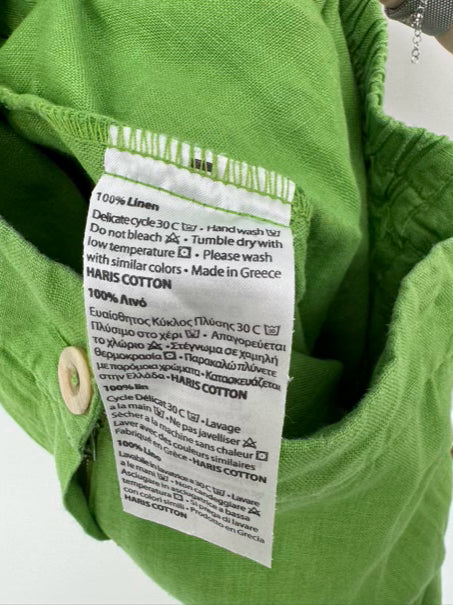 100% Linen
Delicate cycle 30 C • Hand wash
Do not bleach • Tumble dry with
low temperature • Please wash
with similar colors • Made in Greece
HARIS COTTON
100% Λινό
Ευαίσθητος Κύκλος Πλύσης 30 C
Πλύσιμο στο χέρι • Απαγορεύεται
το χλώριο • Στέγνωμα σε χαμηλή
θερμοκρασία • Παρακαλώ πλύνετε
με παρόμοια χρώματα • Κατασκευάζεται
στην Ελλάδα • HARIS COTTON
100% lin
Cycle Délicat 30 C • Lavage
a la main • Ne pas javelliser
Sécher a la machine sans chaleur
Laver avec des couleurs similaires
Fabriqué en Grèce • HARIS COTTON
100% Lino
Lavabile in lavatrice a 30 C • Lavare
a le mani • Non candeggiare
Asciugare in asciugatrice a bassa
temperatura • Si prega di lavare
con colori simili • Prodotto en Grecia
HARIS COTTON